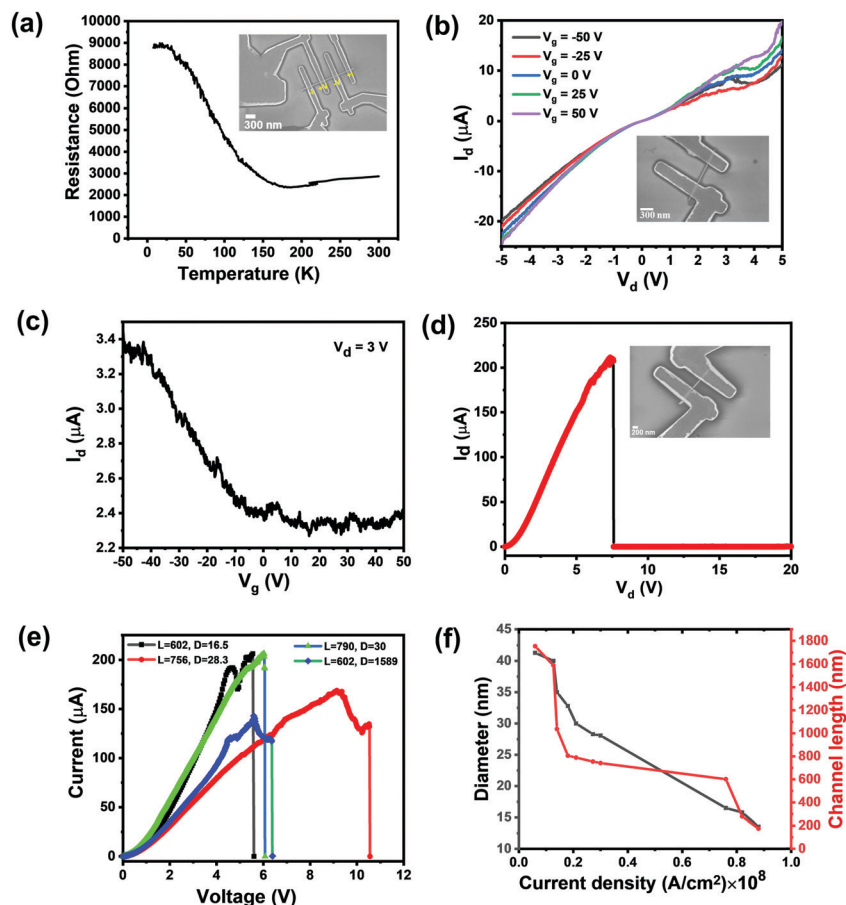 (a)
10000
9000
8000
7000
6000
5000
4000
3000
2000
1000
0
Resistance (Ohm)
0 50 100 150 200 250 300
Temperature (K)
300 nm
(b)
20
10
0
-10
-20
I_d (μA)
V_g = -50 V
V_g = -25 V
V_g = 0 V
V_g = 25 V
V_g = 50 V
300 nm
-5 -4 -3 -2 -1 0 1 2 3 4 5
V_d (V)
(c)
3.4
3.2
3.0
2.8
2.6
2.4
2.2
I_d (μA)
V_d = 3 V
-50 -40 -30 -20 -10 0 10 20 30 40 50
V_g (V)
(d)
250
200
150
100
50
0
I_d (μA)
200 nm
0 5 10 15 20
V_d (V)
(e)
200
150
100
50
0
Current (μA)
L=602, D=16.5
L=756, D=28.3
L=790, D=30
L=602, D=1589
0 2 4 6 8 10 12
Voltage (V)
(f)
45
40
35
30
25
20
15
10
Diameter (nm)
1800
1600
1400
1200
1000
800
600
400
200
0
Channel length (nm)
0.0 0.2 0.4 0.6 0.8 1.0
Current density (A/cm²)×10⁸